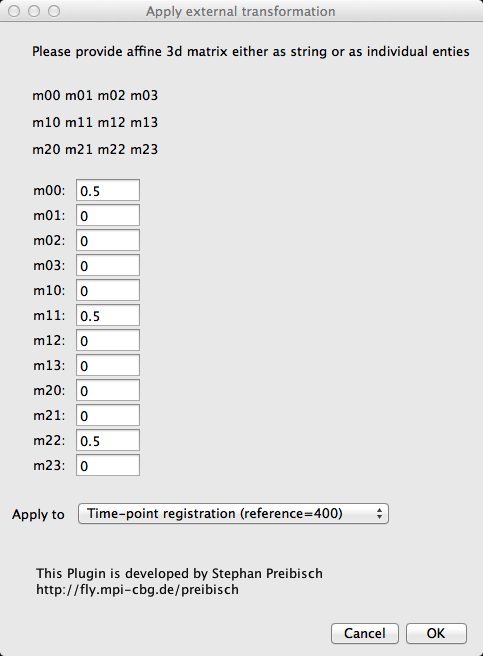 Apply external transformation
Please provide affine 3d matrix either as string or as individual enties
m00 m01 m02 m03
m10 m11 m12 m13
m20 m21 m22 m23
m00: 0.5
m01: 0
m02: 0
m03: 0
m10: 0
m11: 0.5
m12: 0
m13: 0
m20: 0
m21: 0
m22: 0.5
m23: 0
Apply to Time-point registration (reference=400)
This Plugin is developed by Stephan Preibisch
http://fly.mpi-cbg.de/preibisch
Cancel OK